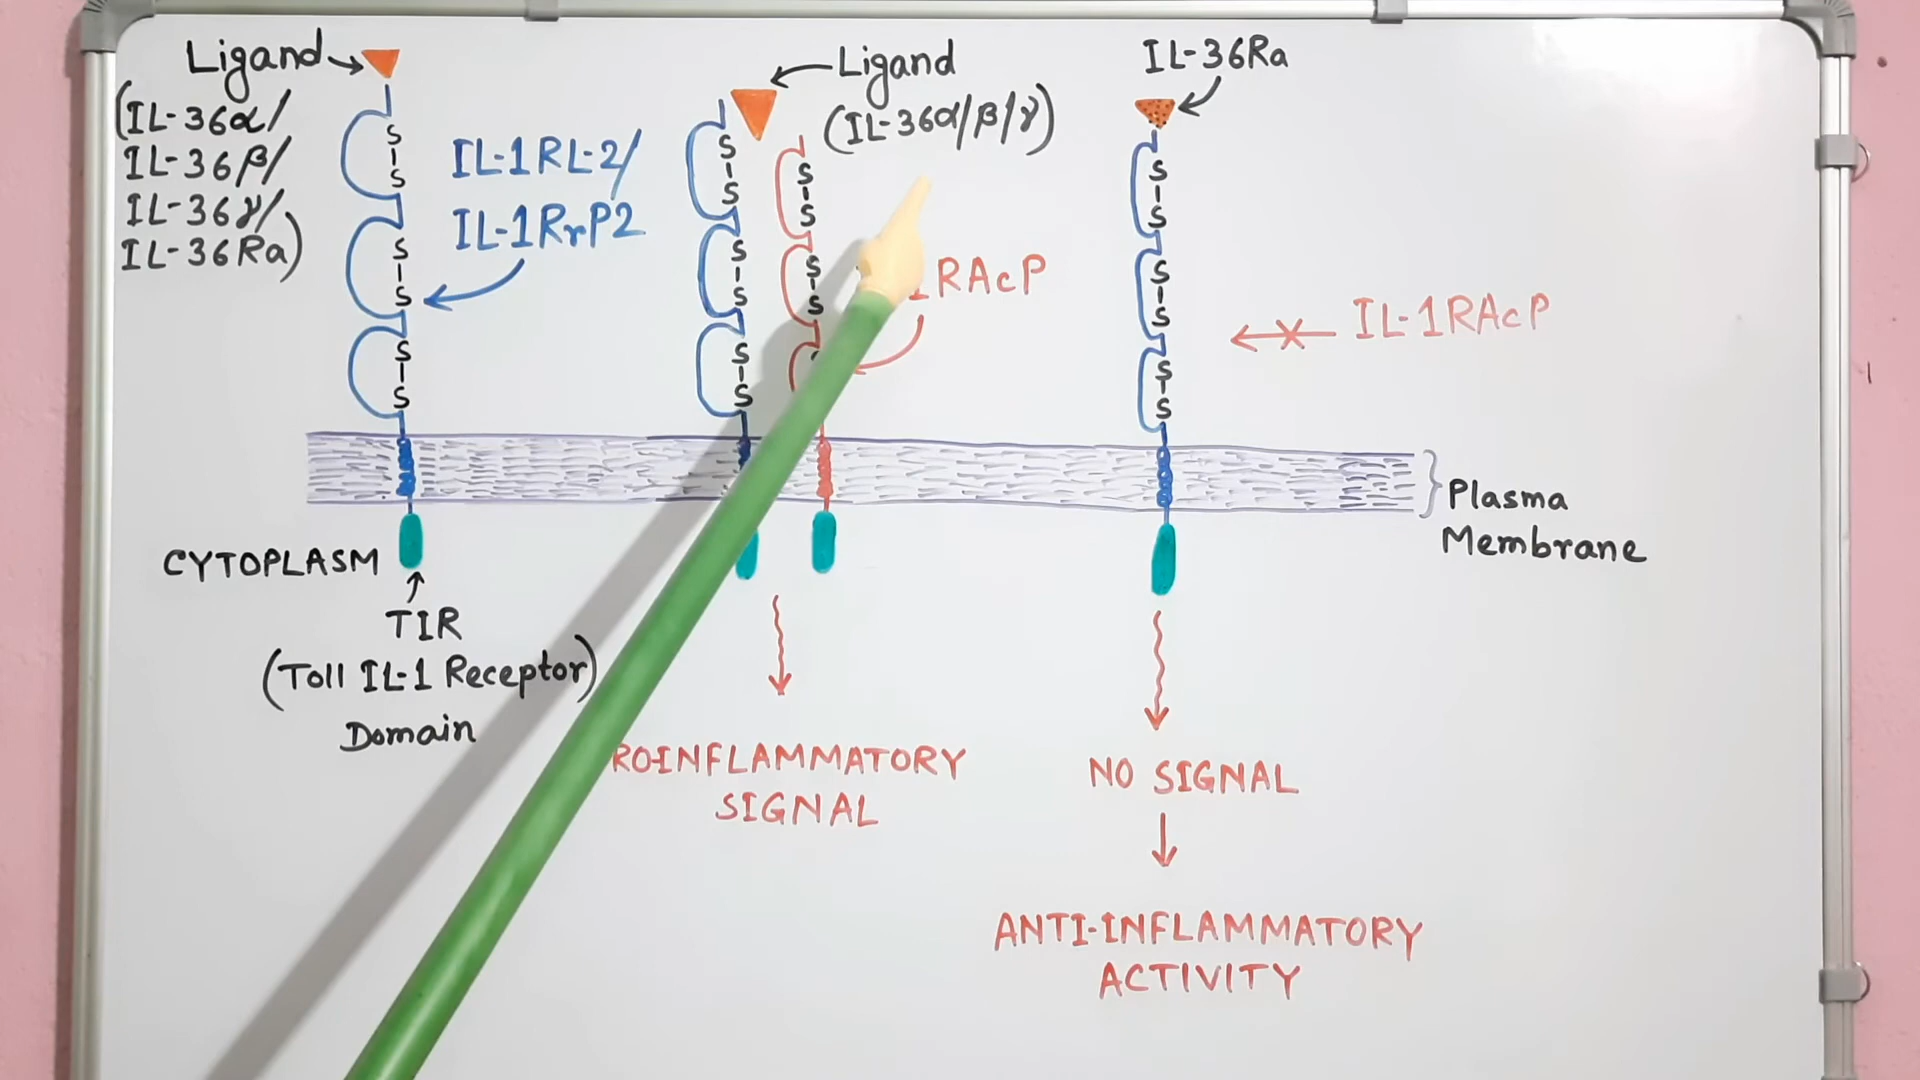 Ligand
(IL-36α/
IL-36β/
IL-36γ/
IL-36Ra)
IL-1RL-2/
IL-1RrP2
S
S
S
S
S
S
CYTOPLASM
TIR
(Toll IL-1 Receptor)
Domain
Ligand
(IL-36α/β/γ)
S
S
S
S
S
S
S
S
S
S
1RAcP
ROINFLAMMATORY
SIGNAL
IL-36Ra
S
S
S
S
S
S
IL-1RAcP
Plasma
Membrane
NO SIGNAL
ANTI-INFLAMMATORY
ACTIVITY